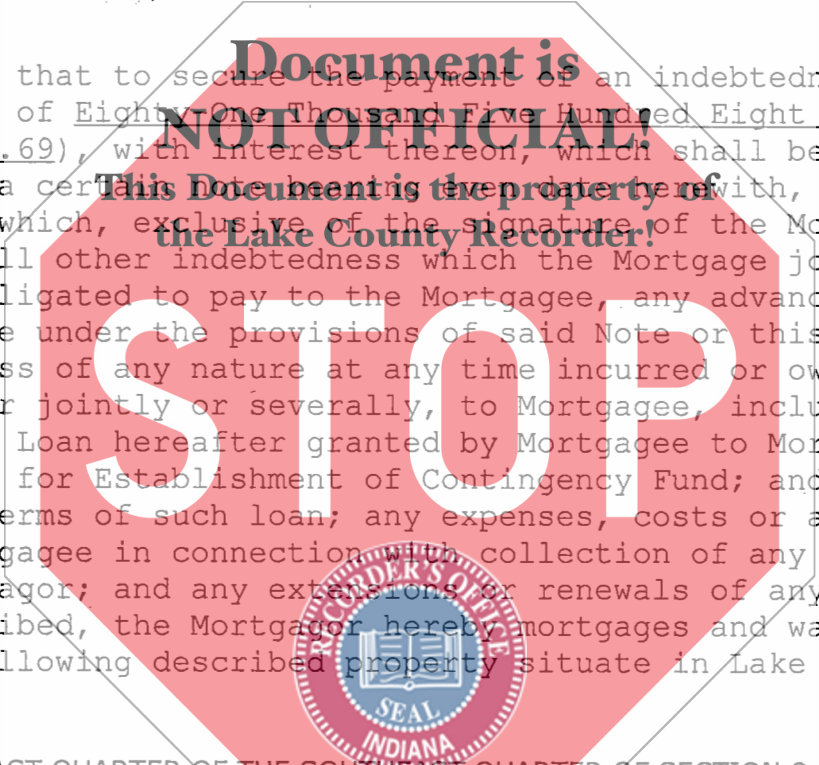 Document is
that to secure the payment of an indebtedn
of Eighty One Thousand Five Hundred Eight
NOT OFFICIAL!
.69), with interest thereon, which shall be
a certain note bearing even date herewith,
This Document is the property of
which, exclusive of the signature of the Mo
the Lake County Recorder!
ll other indebtedness which the Mortgage jo
ligated to pay to the Mortgagee, any advanc
e under the provisions of said Note or this
STOP
ss of any nature at any time incurred or ow
r jointly or severally, to Mortgagee, inclu
Loan hereafter granted by Mortgagee to Mor
for Establishment of Contingency Fund; and
erms of such loan; any expenses, costs or a
gagee in connection with collection of any
agor; and any extensions or renewals of any
ibed, the Mortgagor hereby mortgages and wa
llowing described property situate in Lake
RECORDER'S OFFICE
SEAL
INDIANA
QUARTER OF THE SOUTHEAST QUARTER OF SECTION